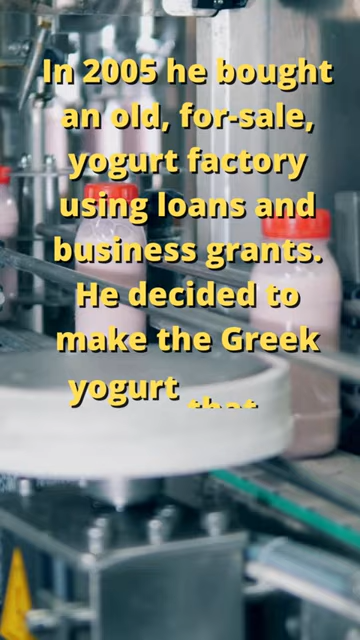 In 2005 he bought
an old, for-sale,
yogurt factory
using loans and
business grants.
He decided to
make the Greek
yogurt that